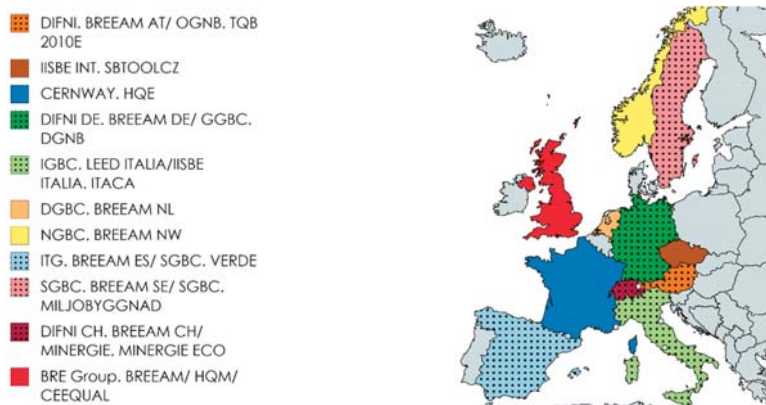 DIFNI. BREEAM AT/ OGNB. TQB
2010E
IISBE INT. SBTOOLCZ
CERNWAY. HQE
DIFNI DE. BREEAM DE/ GGBC.
DGNB
IGBC. LEED ITALIA/IISBE
ITALIA. ITACA
DGBC. BREEAM NL
NGBC. BREEAM NW
ITG. BREEAM ES/ SGBC. VERDE
SGBC. BREEAM SE/ SGBC.
MILJOBYGGNAD
DIFNI CH. BREEAM CH/
MINERGIE. MINERGIE ECO
BRE Group. BREEAM/ HQM/
CEEQUAL